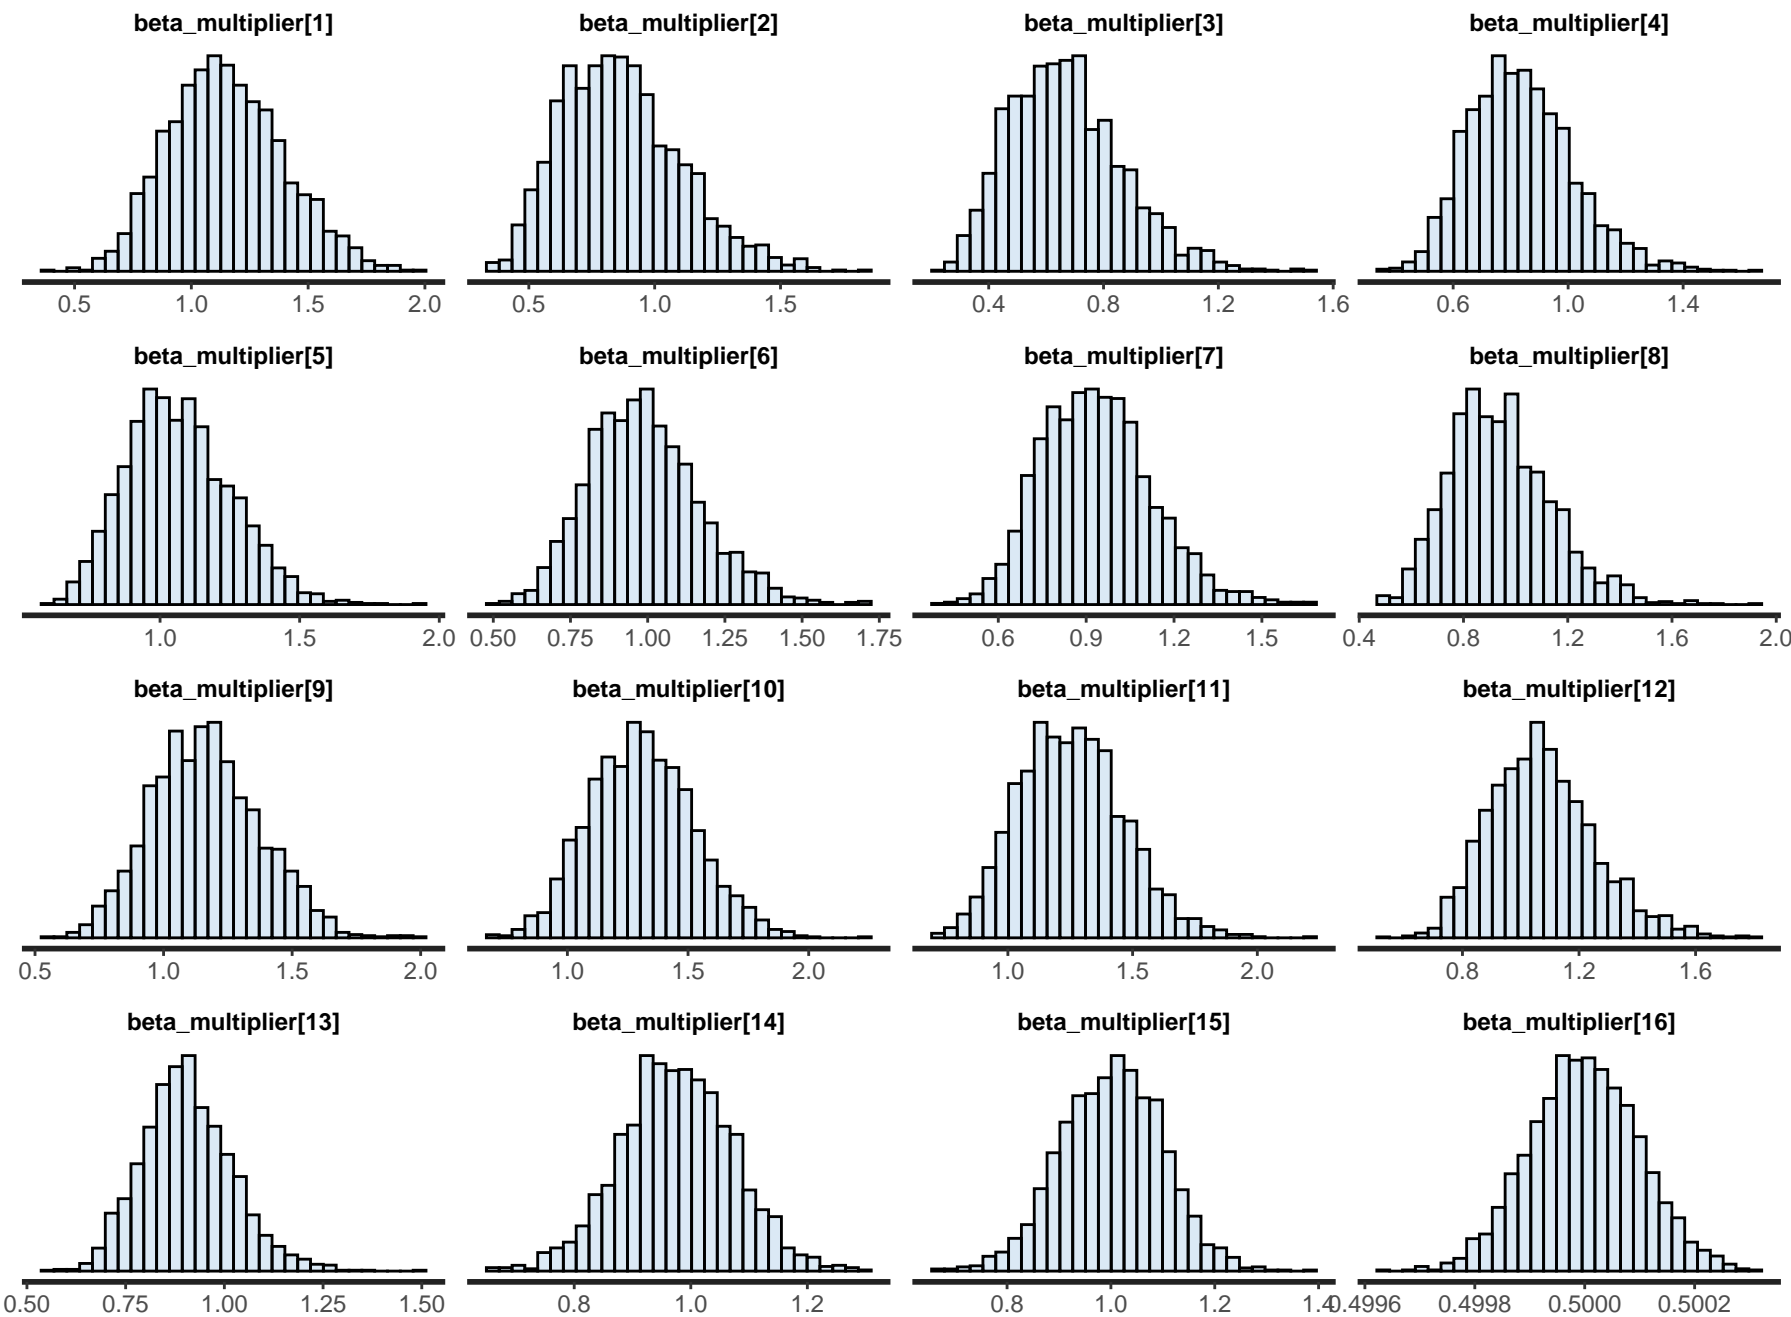 beta_multiplier[1] beta_multiplier[2] beta_multiplier[3] beta_multiplier[4]
0.5 1.0 1.5 2.0 0.5 1.0 1.5 0.4 0.8 1.2 1.6 0.6 1.0 1.4
beta_multiplier[5] beta_multiplier[6] beta_multiplier[7] beta_multiplier[8]
1.0 1.5 2.0 0.50 0.75 1.00 1.25 1.50 1.75 0.6 0.9 1.2 1.5 0.4 0.8 1.2 1.6 2.0
beta_multiplier[9] beta_multiplier[10] beta_multiplier[11] beta_multiplier[12]
0.5 1.0 1.5 2.0 1.0 1.5 2.0 1.0 1.5 2.0 0.8 1.2 1.6
beta_multiplier[13] beta_multiplier[14] beta_multiplier[15] beta_multiplier[16]
0.50 0.75 1.00 1.25 1.50 0.8 1.0 1.2 0.8 1.0 1.2 1.4 0.4996 0.4998 0.5000 0.5002